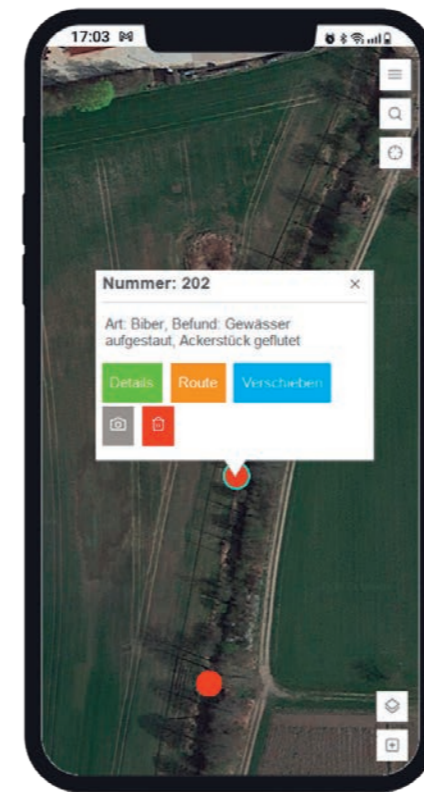 17:03
Nummer: 202
Art: Biber, Befund: Gewässer
aufgestaut, Ackerstück geflutet
Details Route Verschieben